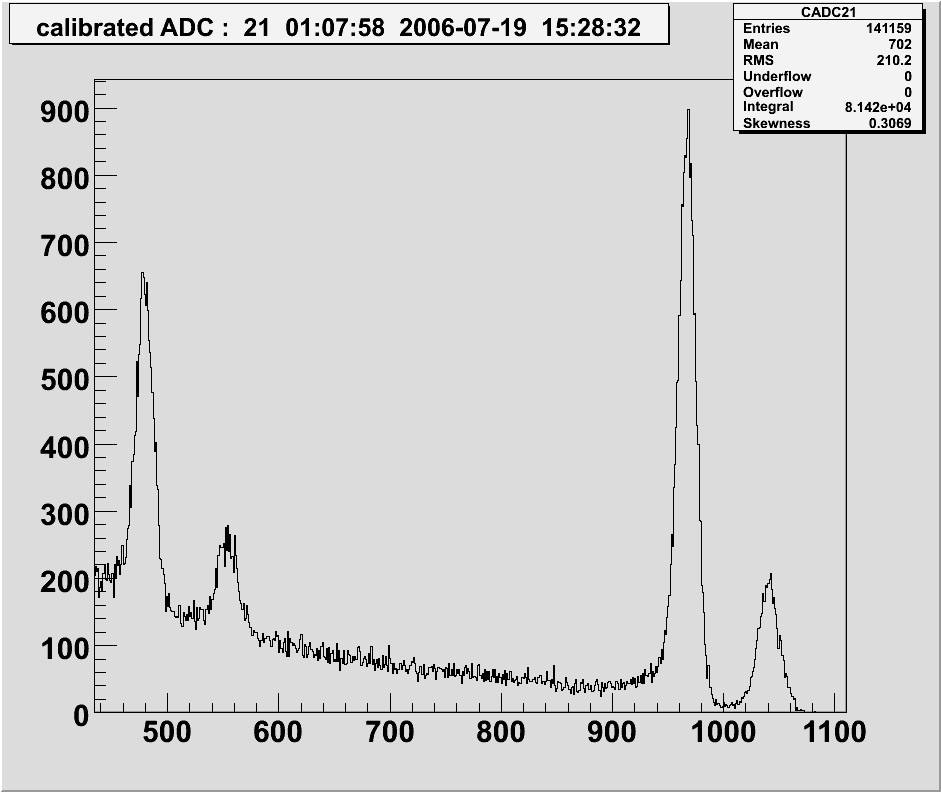 calibrated ADC : 21 01:07:58 2006-07-19 15:28:32
CADC21
Entries 141159
Mean 702
RMS 210.2
Underflow 0
Overflow 0
Integral 8.142e+04
Skewness 0.3069
900
800
700
600
500
400
300
200
100
0
500 600 700 800 900 1000 1100